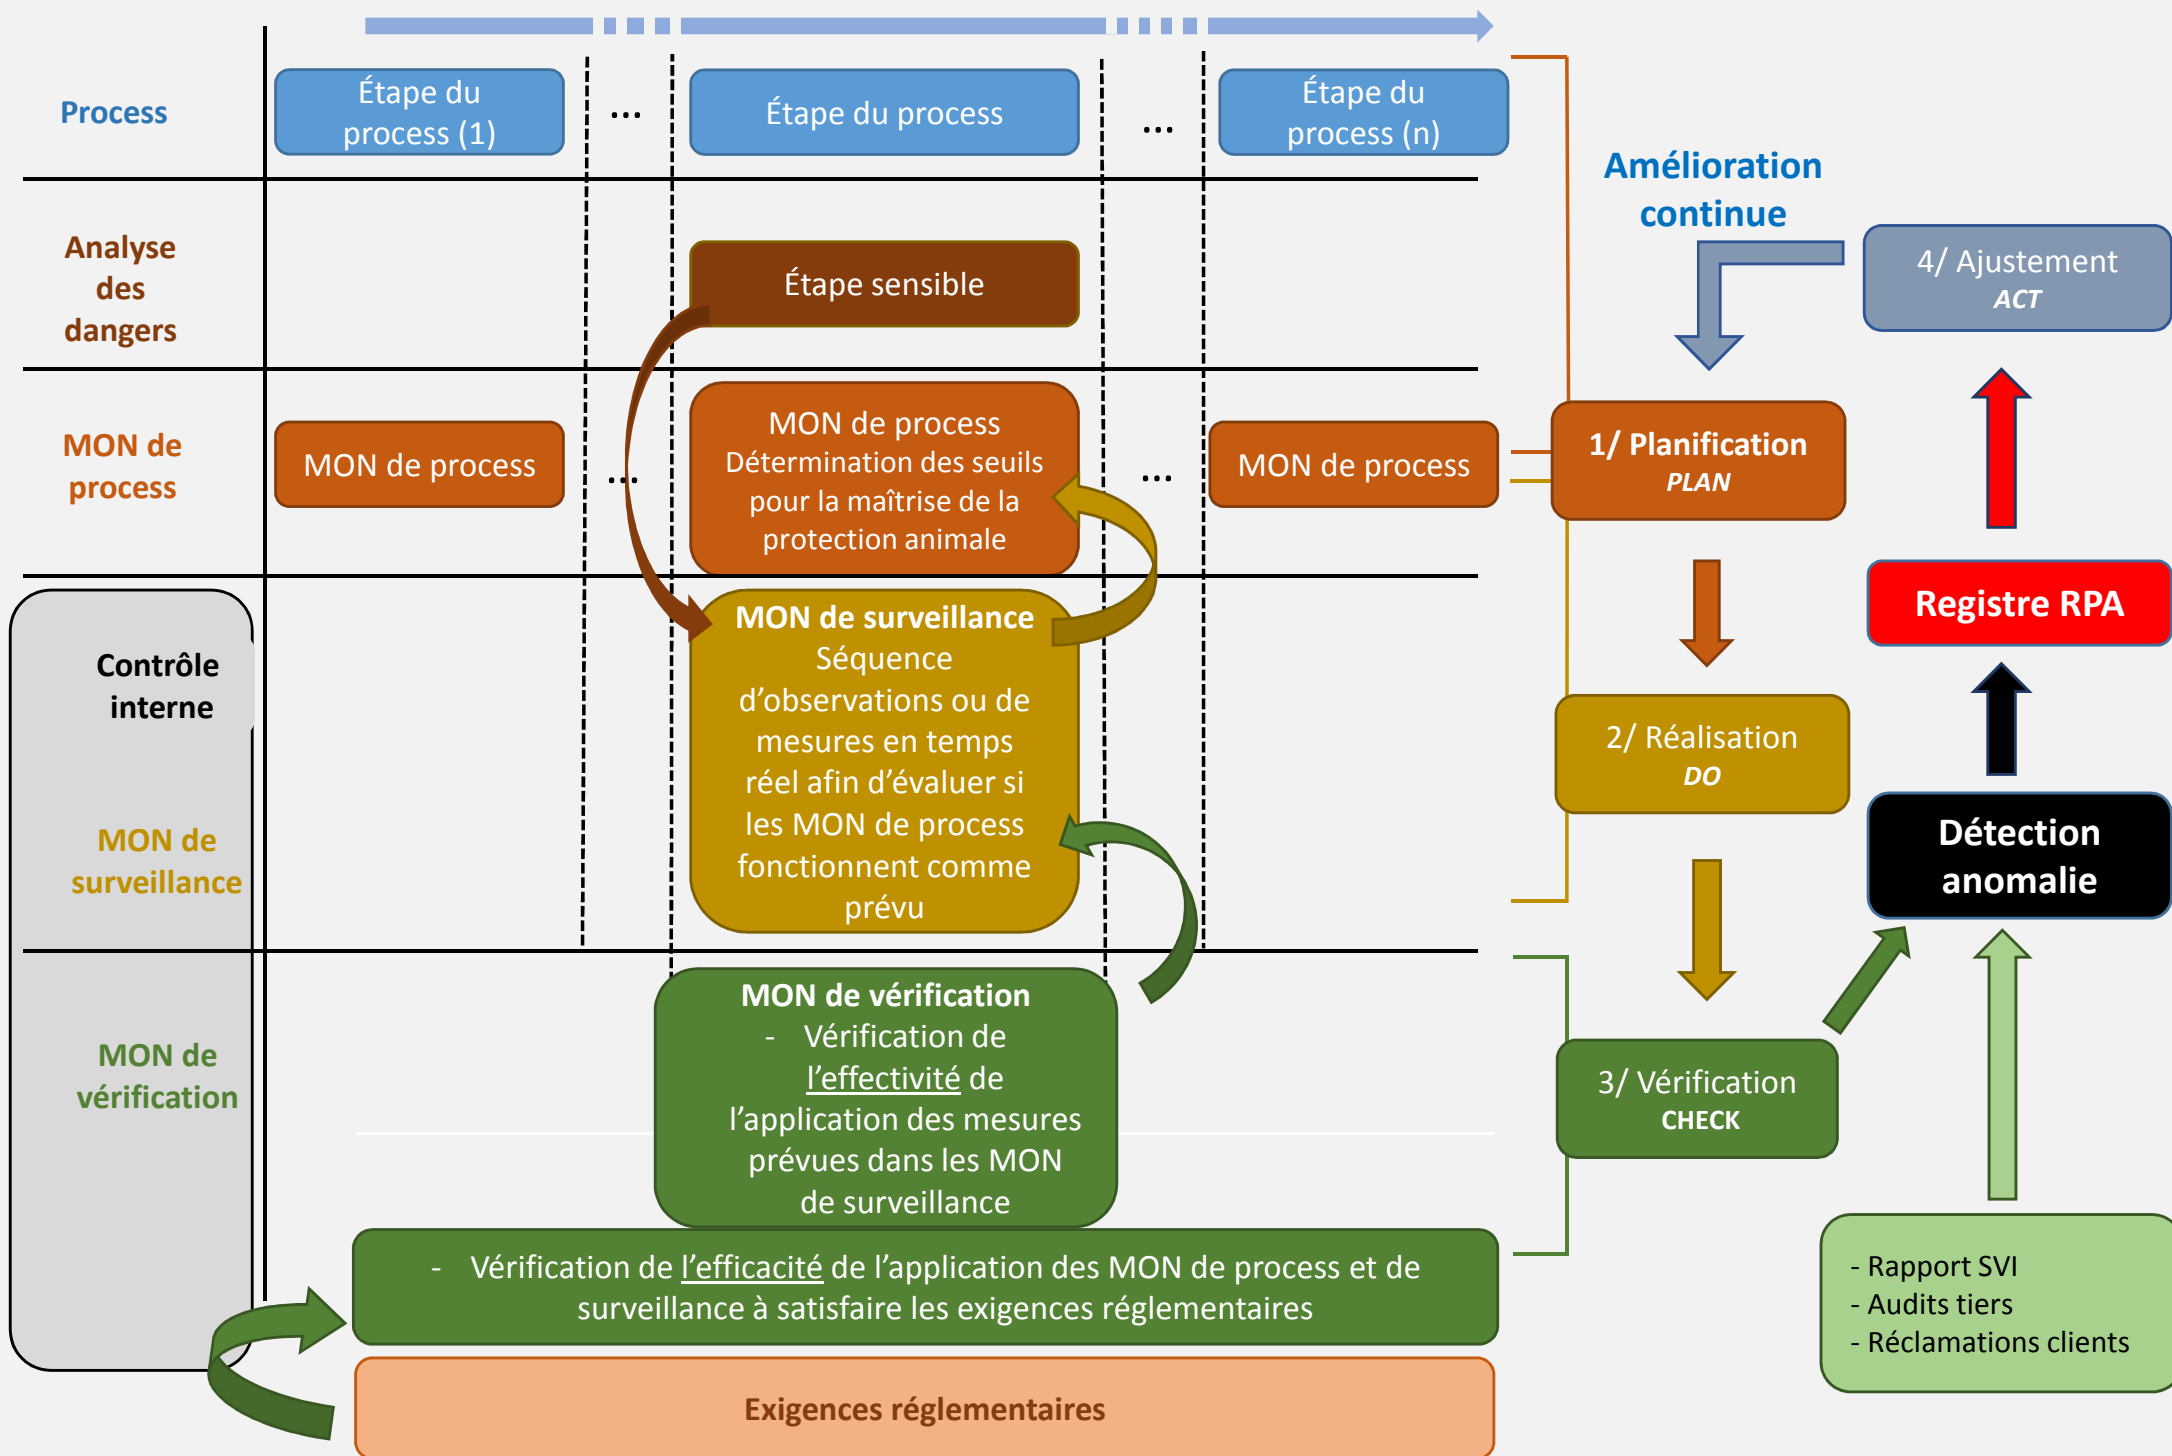 Process
Étape du
process (1)
...
Étape du process
...
Étape du
process (n)
Amélioration
continue
Analyse
des
dangers
Étape sensible
4/ Ajustement
ACT
MON de
process
MON de process
...
MON de process
Détermination des seuils
pour la maîtrise de la
protection animale
...
MON de process
1/ Planification
PLAN
Registre RPA
Contrôle
interne
MON de
surveillance
MON de surveillance
Séquence
d’observations ou de
mesures en temps
réel afin d’évaluer si
les MON de process
fonctionnent comme
prévu
2/ Réalisation
DO
Détection
anomalie
MON de
vérification
MON de vérification
- Vérification de
l’effectivité de
l’application des mesures
prévues dans les MON
de surveillance
3/ Vérification
CHECK
- Vérification de l’efficacité de l’application des MON de process et de
surveillance à satisfaire les exigences réglementaires
- Rapport SVI
- Audits tiers
- Réclamations clients
Exigences réglementaires